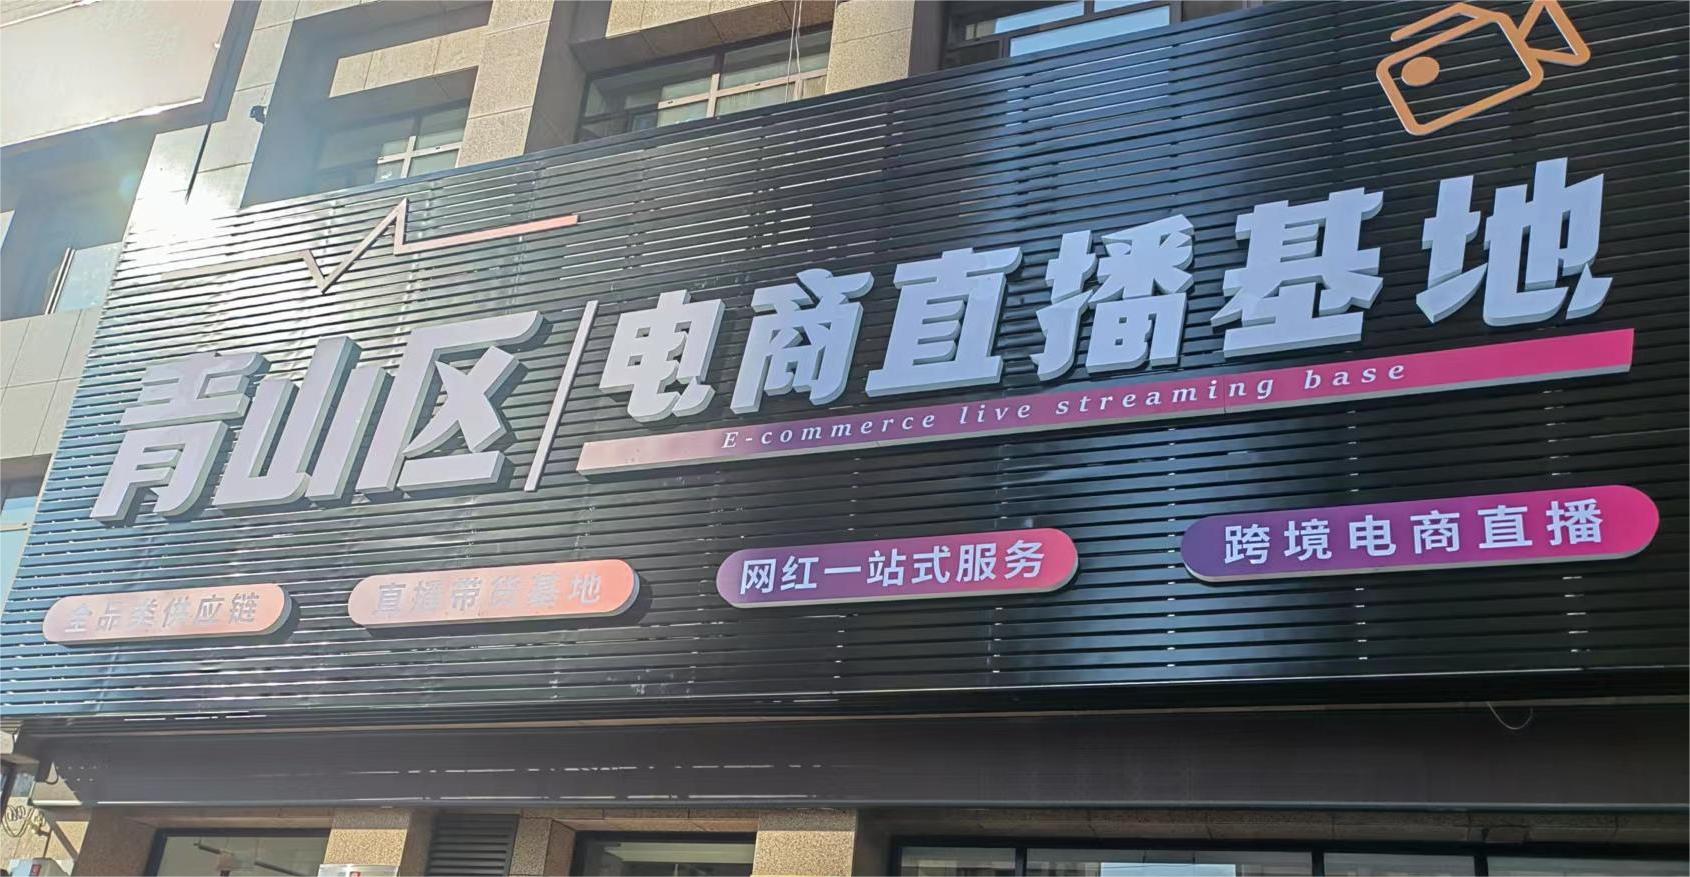 青山区 电商直播基地
E-commerce live streaming base
全品类供应链 直播带货基地 网红一站式服务 跨境电商直播